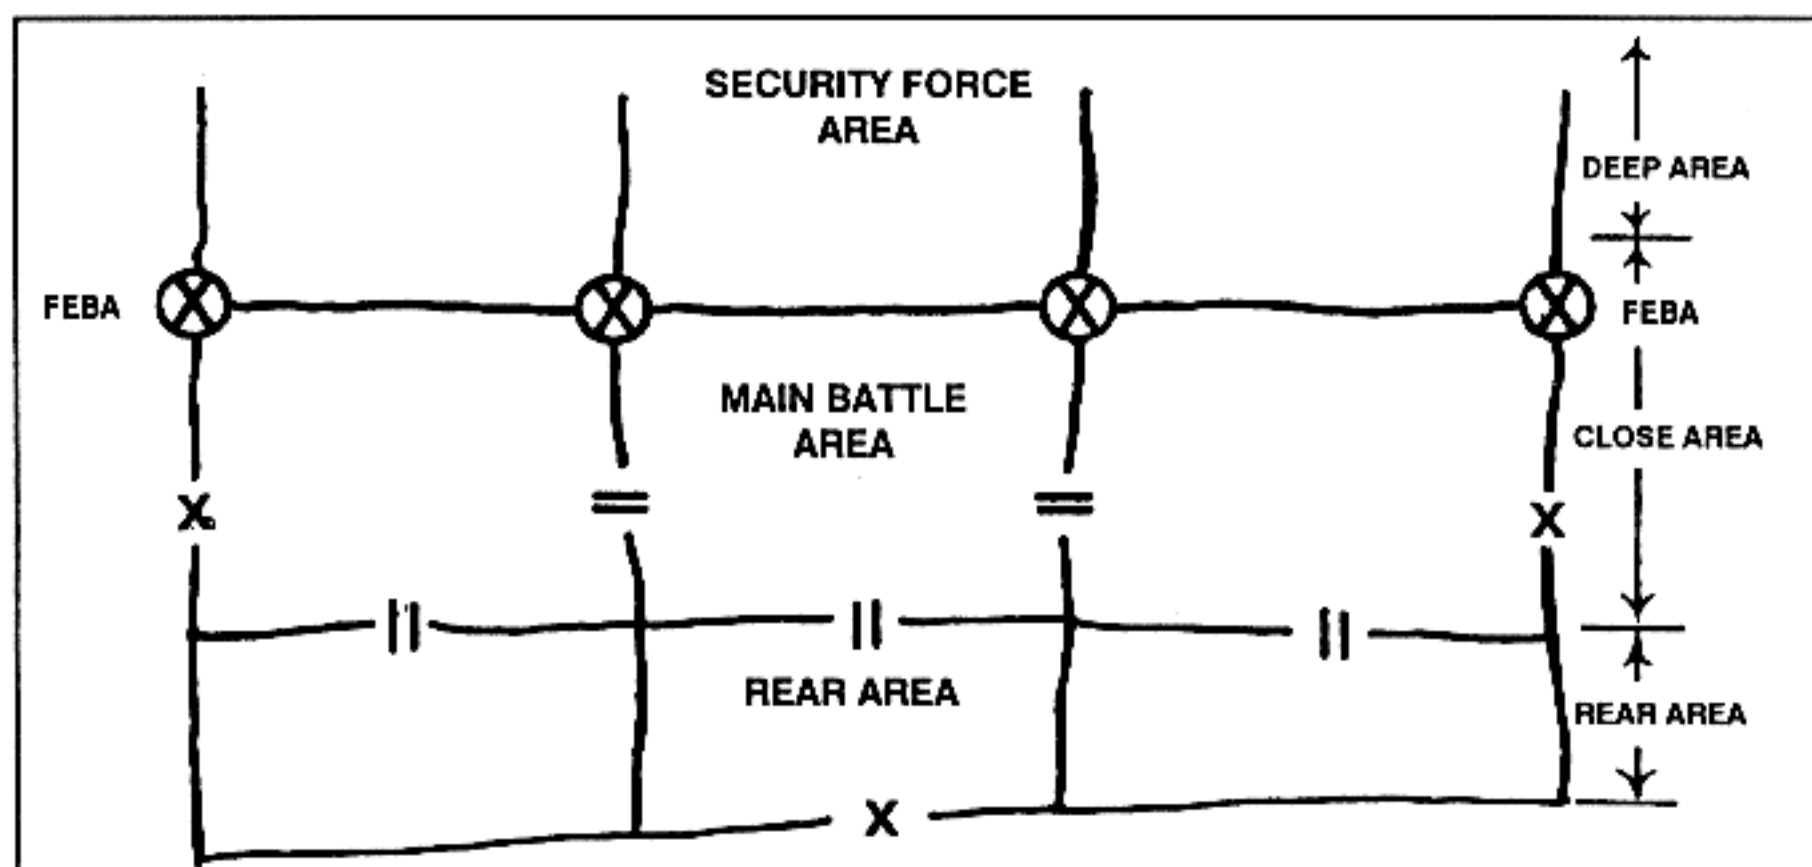 SECURITY FORCE
AREA
DEEP AREA
FEBA
FEBA
MAIN BATTLE
AREA
CLOSE AREA
X
X
REAR AREA
REAR AREA
X